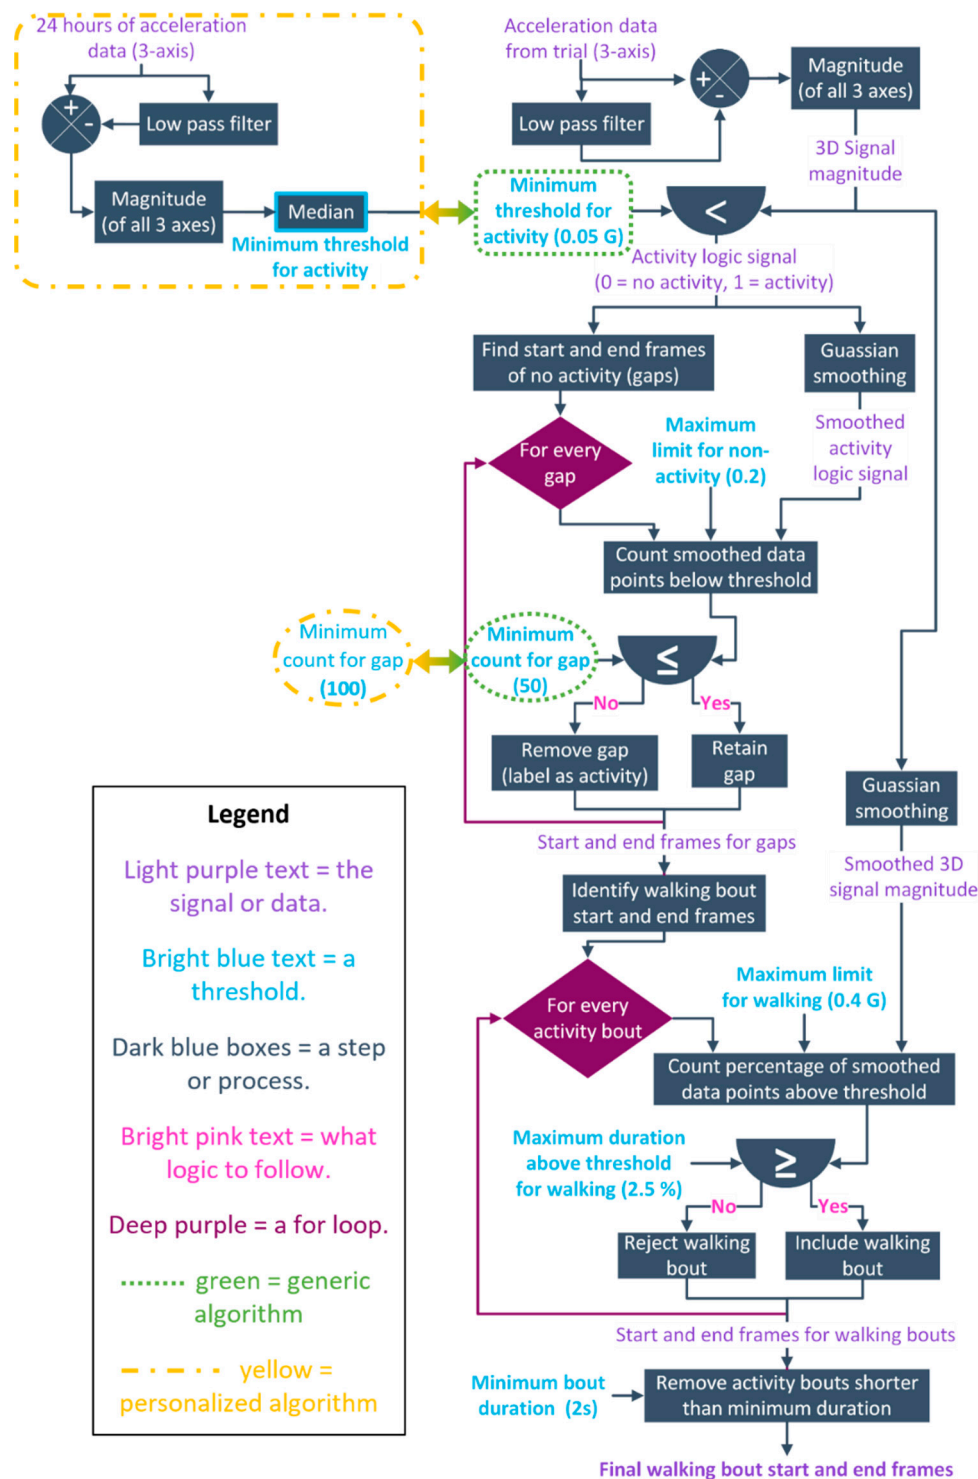 24 hours of acceleration
data (3-axis)
+
-
Low pass filter
Magnitude
(of all 3 axes)
Median
Minimum threshold
for activity
Acceleration data
from trial (3-axis)
+
-
Low pass filter
Magnitude
(of all 3 axes)
3D Signal
magnitude
Minimum
threshold for
activity (0.05 G)
<
Activity logic signal
(0 = no activity, 1 = activity)
Find start and end frames
of no activity (gaps)
Guassian
smoothing
For every
gap
Maximum
limit for non-
activity (0.2)
Smoothed
activity
logic signal
Count smoothed data
points below threshold
Minimum
count for gap
(100)
Minimum
count for gap
(50)
≤
No
Yes
Remove gap
(label as activity)
Retain
gap
Guassian
smoothing
Start and end frames for gaps
Smoothed 3D
signal magnitude
Identify walking bout
start and end frames
For every
activity bout
Maximum limit
for walking (0.4 G)
Count percentage of smoothed
data points above threshold
Maximum duration
above threshold
for walking (2.5 %)
≥
No
Yes
Reject walking
bout
Include walking
bout
Start and end frames for walking bouts
Minimum bout
duration (2s)
Remove activity bouts shorter
than minimum duration
Final walking bout start and end frames
Legend
Light purple text = the
signal or data.
Bright blue text = a
threshold.
Dark blue boxes = a step
or process.
Bright pink text = what
logic to follow.
Deep purple = a for loop.
green = generic
algorithm
yellow =
personalized algorithm